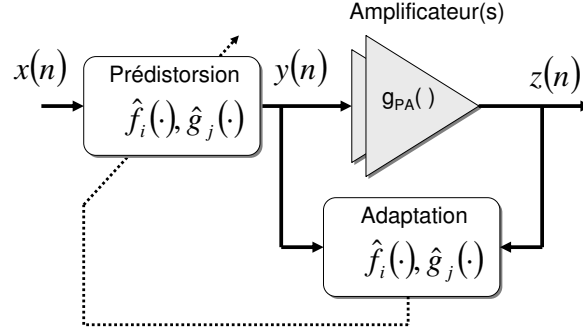 Amplificateur(s)
x(n)
Prédistorsion
f̂ᵢ(·), ĝⱼ(·)
y(n)
g_PA( )
z(n)
Adaptation
f̂ᵢ(·), ĝⱼ(·)